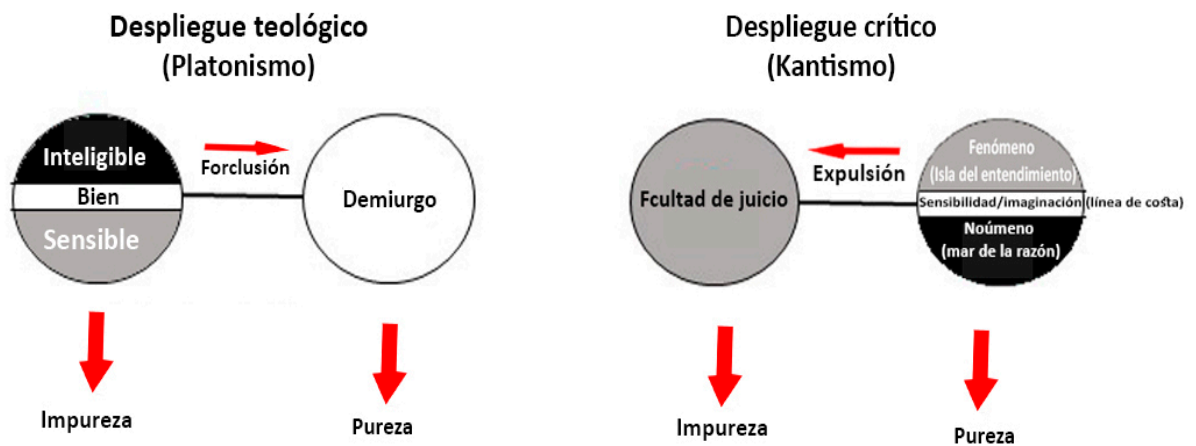 Despliegue teológico
(Platonismo)
Inteligible
Bien
Sensible
Forclusión
Demiurgo
Impureza
Pureza
Despliegue crítico
(Kantismo)
Fcultad de juicio
Expulsión
Fenómeno
(Isla del entendimiento)
Sensibilidad/imaginación (línea de costa)
Noúmeno
(mar de la razón)
Impureza
Pureza